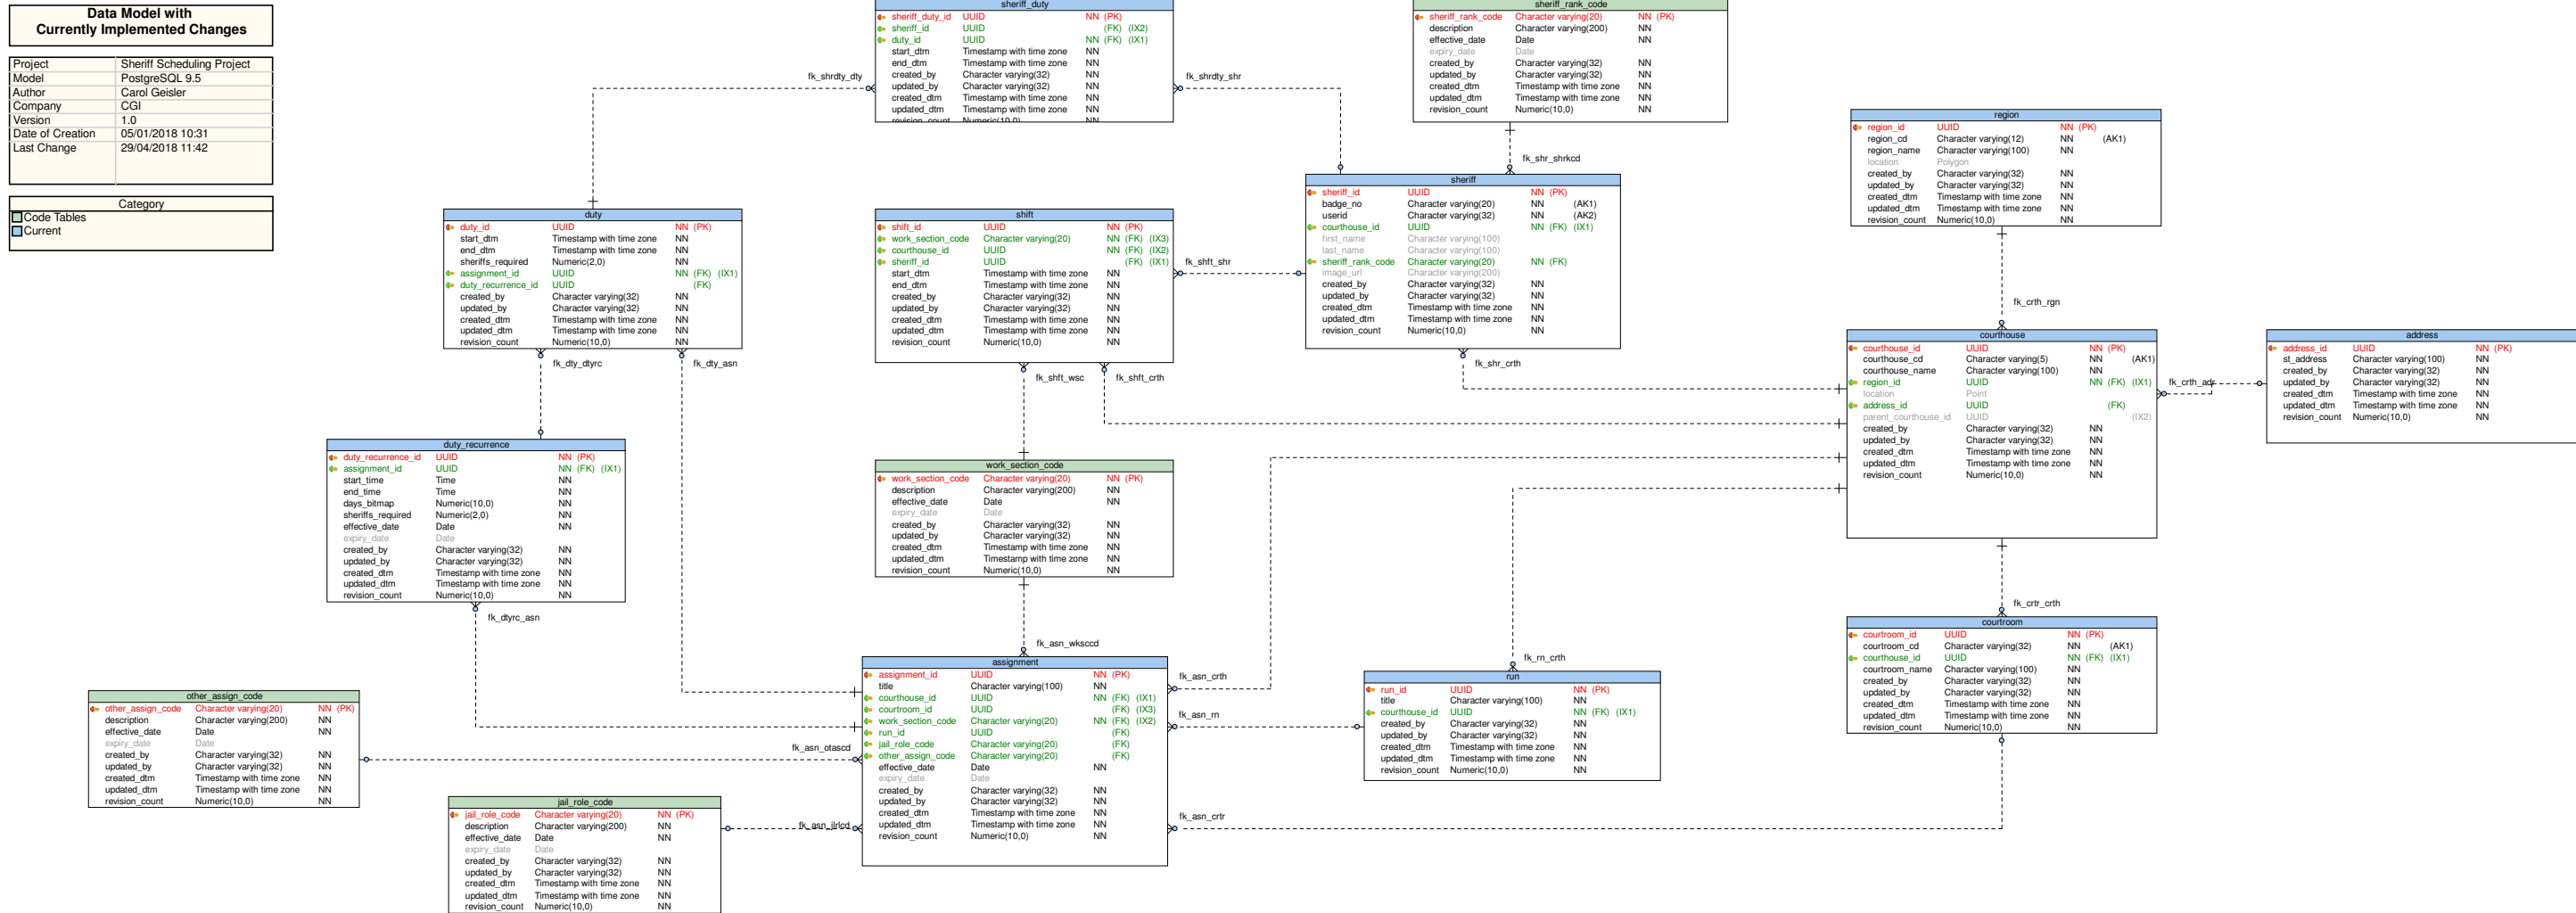 Data Model with
Currently Implemented Changes
Project Sheriff Scheduling Project
Model PostgreSQL 9.5
Author Carol Geisler
Company CGI
Version 1.0
Date of Creation 05/01/2018 10:31
Last Change 29/04/2018 11:42
Category
Code Tables
Current
sheriff_duty
sheriff_duty_id UUID NN (PK)
sheriff_id UUID (FK) (IX2)
duty_id UUID NN (FK) (IX1)
start_dtm Timestamp with time zone NN
end_dtm Timestamp with time zone NN
created_by Character varying(32) NN
updated_by Character varying(32) NN
created_dtm Timestamp with time zone NN
updated_dtm Timestamp with time zone NN
revision_count Numeric(10,0) NN
sheriff_rank_code
sheriff_rank_code Character varying(20) NN (PK)
description Character varying(200) NN
effective_date Date NN
expiry_date Date
created_by Character varying(32) NN
updated_by Character varying(32) NN
created_dtm Timestamp with time zone NN
updated_dtm Timestamp with time zone NN
revision_count Numeric(10,0) NN
fk_shrdty_dty
fk_shrdty_shr
fk_shr_shrkcd
region
region_id UUID NN (PK)
region_cd Character varying(12) NN (AK1)
region_name Character varying(100) NN
location Polygon
created_by Character varying(32) NN
updated_by Character varying(32) NN
created_dtm Timestamp with time zone NN
updated_dtm Timestamp with time zone NN
revision_count Numeric(10,0) NN
duty
duty_id UUID NN (PK)
start_dtm Timestamp with time zone NN
end_dtm Timestamp with time zone NN
sheriffs_required Numeric(2,0) NN
assignment_id UUID NN (FK) (IX1)
duty_recurrence_id UUID (FK)
created_by Character varying(32) NN
updated_by Character varying(32) NN
created_dtm Timestamp with time zone NN
updated_dtm Timestamp with time zone NN
revision_count Numeric(10,0) NN
shift
shift_id UUID NN (PK)
work_section_code Character varying(20) NN (FK) (IX3)
courthouse_id UUID NN (FK) (IX2)
sheriff_id UUID (FK) (IX1)
start_dtm Timestamp with time zone NN
end_dtm Timestamp with time zone NN
created_by Character varying(32) NN
updated_by Character varying(32) NN
created_dtm Timestamp with time zone NN
updated_dtm Timestamp with time zone NN
revision_count Numeric(10,0) NN
fk_shft_shr
sheriff
sheriff_id UUID NN (PK)
badge_no Character varying(20) NN (AK1)
userid Character varying(32) NN (AK2)
courthouse_id UUID NN (FK) (IX1)
first_name Character varying(100)
last_name Character varying(100)
sheriff_rank_code Character varying(20) NN (FK)
image_url Character varying(200)
created_by Character varying(32) NN
updated_by Character varying(32) NN
created_dtm Timestamp with time zone NN
updated_dtm Timestamp with time zone NN
revision_count Numeric(10,0) NN
fk_crth_rgn
fk_dty_dtyrc
fk_dty_asn
fk_shft_wsc
fk_shft_crth
fk_shr_crth
courthouse
courthouse_id UUID NN (PK)
courthouse_cd Character varying(5) NN (AK1)
courthouse_name Character varying(100) NN
region_id UUID NN (FK) (IX1)
location Point
address_id UUID (FK)
parent_courthouse_id UUID (IX2)
created_by Character varying(32) NN
updated_by Character varying(32) NN
created_dtm Timestamp with time zone NN
updated_dtm Timestamp with time zone NN
revision_count Numeric(10,0) NN
fk_crth_adr
address
address_id UUID NN (PK)
st_address Character varying(100) NN
created_by Character varying(32) NN
updated_by Character varying(32) NN
created_dtm Timestamp with time zone NN
updated_dtm Timestamp with time zone NN
revision_count Numeric(10,0) NN
duty_recurrence
duty_recurrence_id UUID NN (PK)
assignment_id UUID NN (FK) (IX1)
start_time Time NN
end_time Time NN
days_bitmap Numeric(10,0) NN
sheriffs_required Numeric(2,0) NN
effective_date Date NN
expiry_date Date
created_by Character varying(32) NN
updated_by Character varying(32) NN
created_dtm Timestamp with time zone NN
updated_dtm Timestamp with time zone NN
revision_count Numeric(10,0) NN
work_section_code
work_section_code Character varying(20) NN (PK)
description Character varying(200) NN
effective_date Date NN
expiry_date Date
created_by Character varying(32) NN
updated_by Character varying(32) NN
created_dtm Timestamp with time zone NN
updated_dtm Timestamp with time zone NN
revision_count Numeric(10,0) NN
fk_dtyrc_asn
fk_asn_wksccd
fk_asn_crth
fk_rn_crth
fk_crtr_crth
courtroom
courtroom_id UUID NN (PK)
courtroom_cd Character varying(32) NN (AK1)
courthouse_id UUID NN (FK) (IX1)
courtroom_name Character varying(100) NN
created_by Character varying(32) NN
updated_by Character varying(32) NN
created_dtm Timestamp with time zone NN
updated_dtm Timestamp with time zone NN
revision_count Numeric(10,0) NN
assignment
assignment_id UUID NN (PK)
title Character varying(100) NN
courthouse_id UUID NN (FK) (IX1)
courtroom_id UUID (FK) (IX3)
work_section_code Character varying(20) NN (FK) (IX2)
run_id UUID (FK)
jail_role_code Character varying(20) (FK)
other_assign_code Character varying(20) (FK)
effective_date Date NN
expiry_date Date
created_by Character varying(32) NN
updated_by Character varying(32) NN
created_dtm Timestamp with time zone NN
updated_dtm Timestamp with time zone NN
revision_count Numeric(10,0) NN
fk_asn_rn
run
run_id UUID NN (PK)
title Character varying(100) NN
courthouse_id UUID NN (FK) (IX1)
created_by Character varying(32) NN
updated_by Character varying(32) NN
created_dtm Timestamp with time zone NN
updated_dtm Timestamp with time zone NN
revision_count Numeric(10,0) NN
other_assign_code
other_assign_code Character varying(20) NN (PK)
description Character varying(200) NN
effective_date Date NN
expiry_date Date
created_by Character varying(32) NN
updated_by Character varying(32) NN
created_dtm Timestamp with time zone NN
updated_dtm Timestamp with time zone NN
revision_count Numeric(10,0) NN
fk_asn_otascd
jail_role_code
jail_role_code Character varying(20) NN (PK)
description Character varying(200) NN
effective_date Date NN
expiry_date Date
created_by Character varying(32) NN
updated_by Character varying(32) NN
created_dtm Timestamp with time zone NN
updated_dtm Timestamp with time zone NN
revision_count Numeric(10,0) NN
fk_asn_jlrlcd
fk_asn_crtr